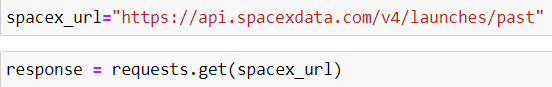 spacex_url="https://api.spacexdata.com/v4/launches/past"
response = requests.get(spacex_url)